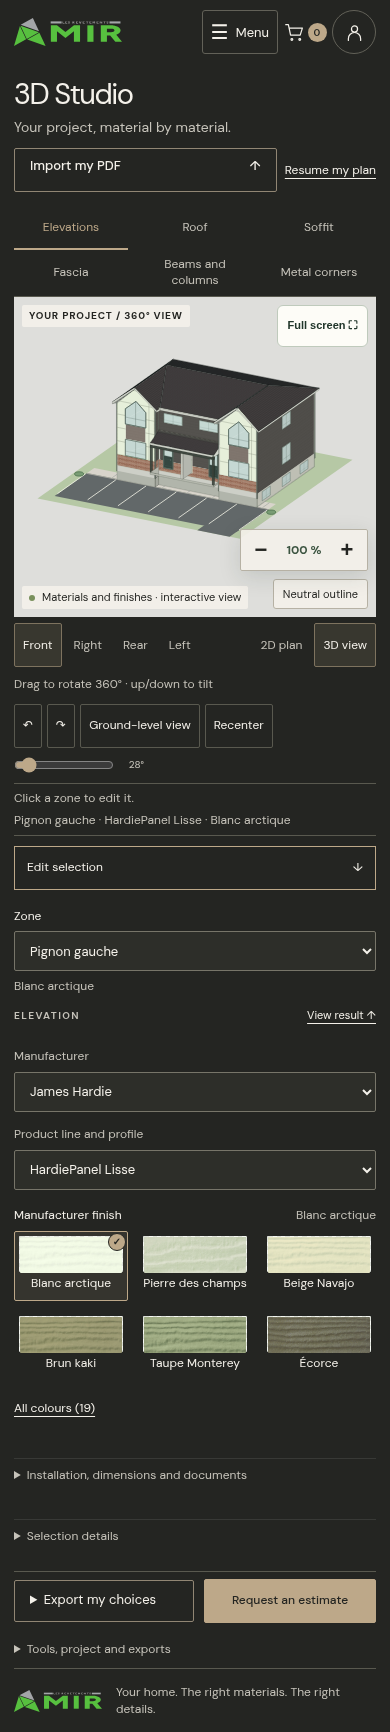 MIR
Menu
0
3D Studio
Your project, material by material.
Import my PDF ↑
Resume my plan
Elevations
Roof
Soffit
Fascia
Beams and
columns
Metal corners
YOUR PROJECT / 360° VIEW
Full screen
− 100 % +
Materials and finishes · interactive view
Neutral outline
Front
Right
Rear
Left
2D plan
3D view
Drag to rotate 360° · up/down to tilt
↶
↷
Ground-level view
Recenter
28°
Click a zone to edit it.
Pignon gauche · HardiePanel Lisse · Blanc arctique
Edit selection ↓
Zone
Pignon gauche
Blanc arctique
ELEVATION
View result ↑
Manufacturer
James Hardie
Product line and profile
HardiePanel Lisse
Manufacturer finish
Blanc arctique
Blanc arctique
Pierre des champs
Beige Navajo
Brun kaki
Taupe Monterey
Écorce
All colours (19)
Installation, dimensions and documents
Selection details
Export my choices
Request an estimate
Tools, project and exports
MIR
Your home. The right materials. The right
details.